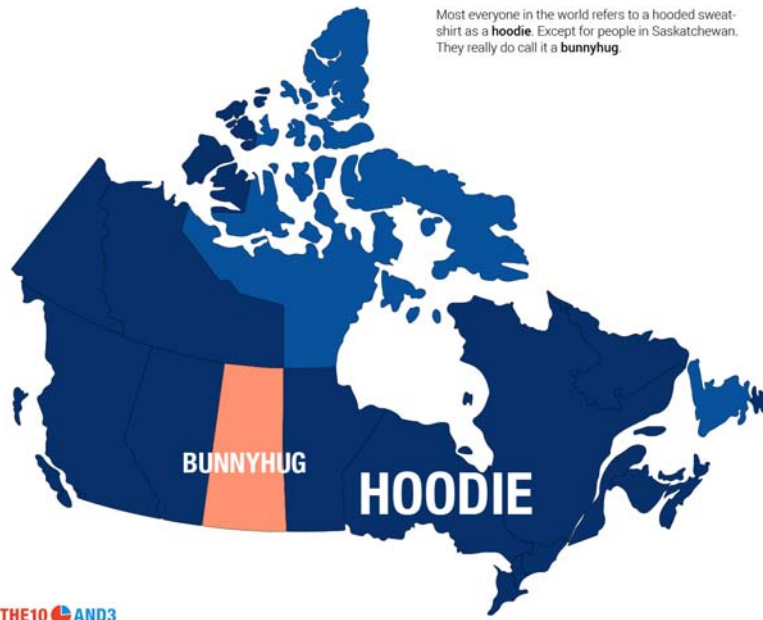 Most everyone in the world refers to a hooded sweat-
shirt as a hoodie. Except for people in Saskatchewan.
They really do call it a bunnyhug.
BUNNYHUG
HOODIE
THE10 AND3